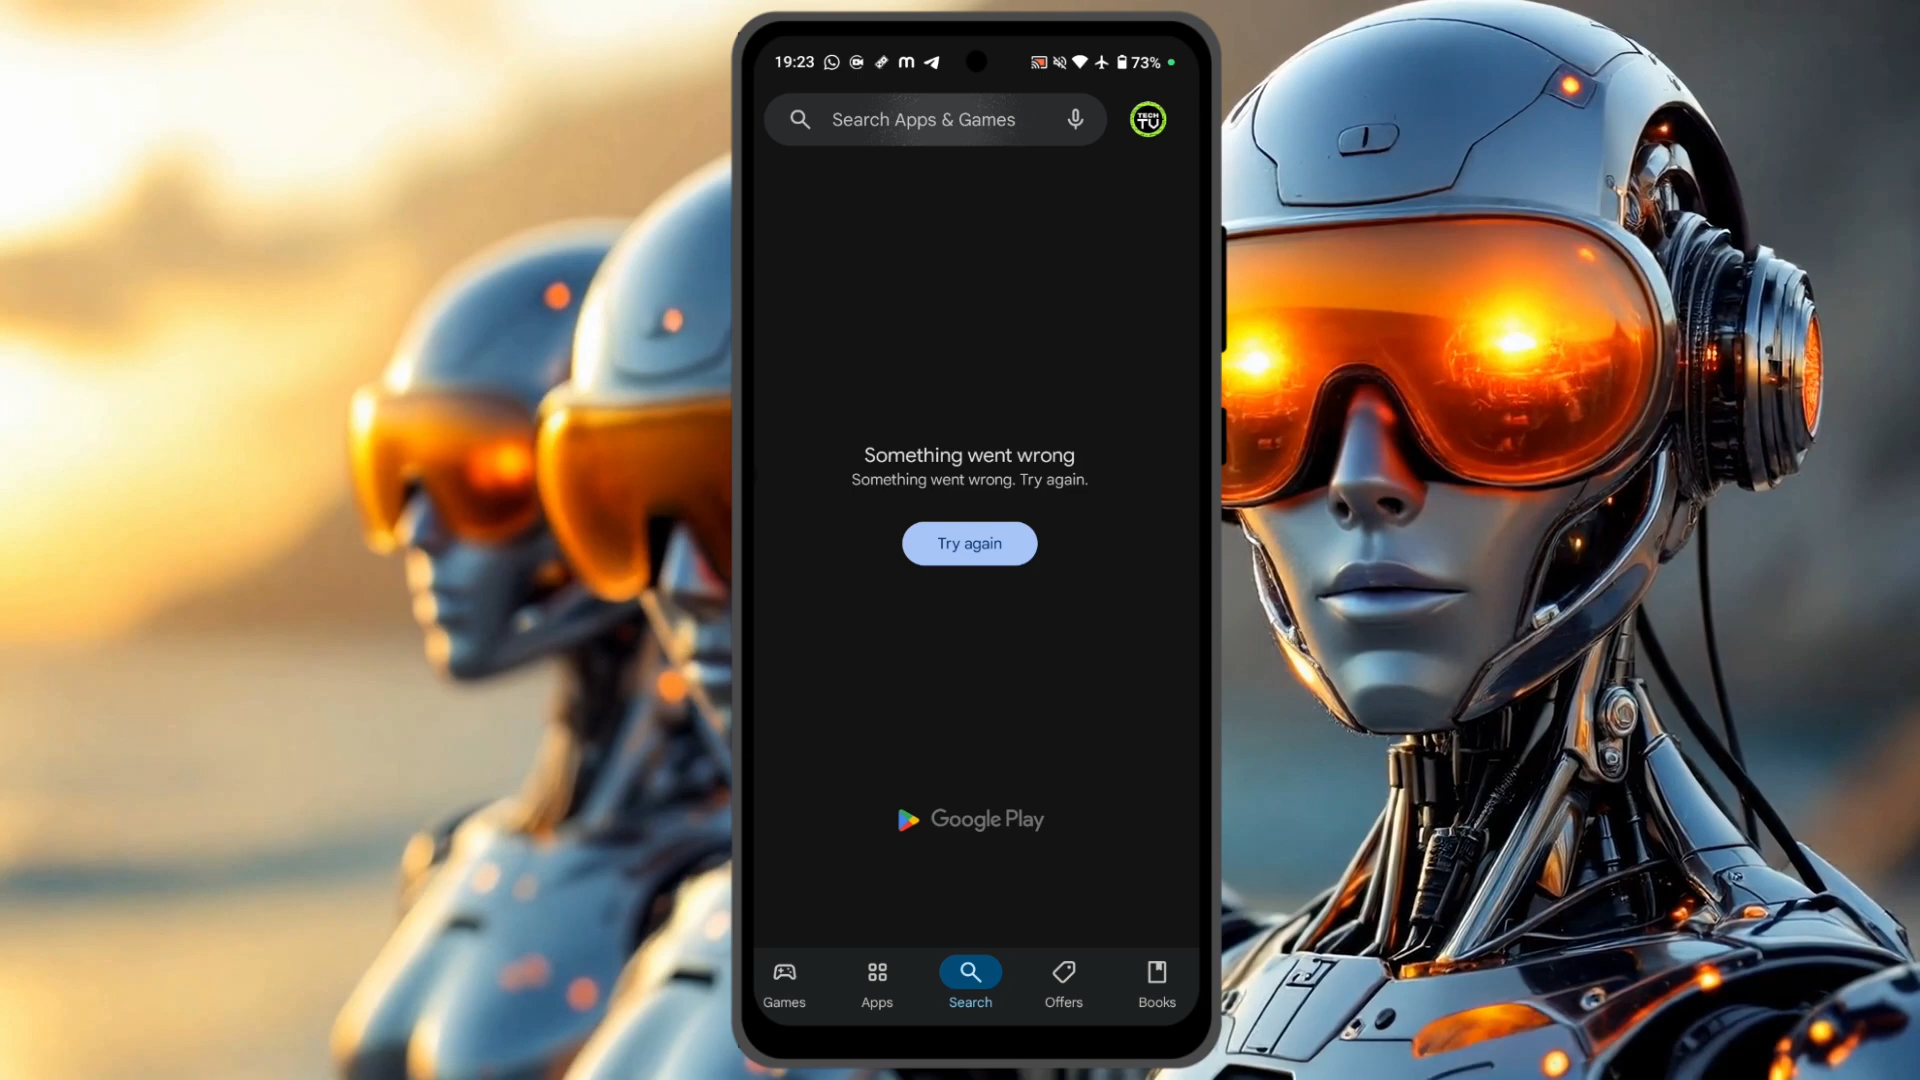 19:23
73%
Search Apps & Games
TECH
TV
Something went wrong
Something went wrong. Try again.
Try again
Google Play
Games
Apps
Search
Offers
Books